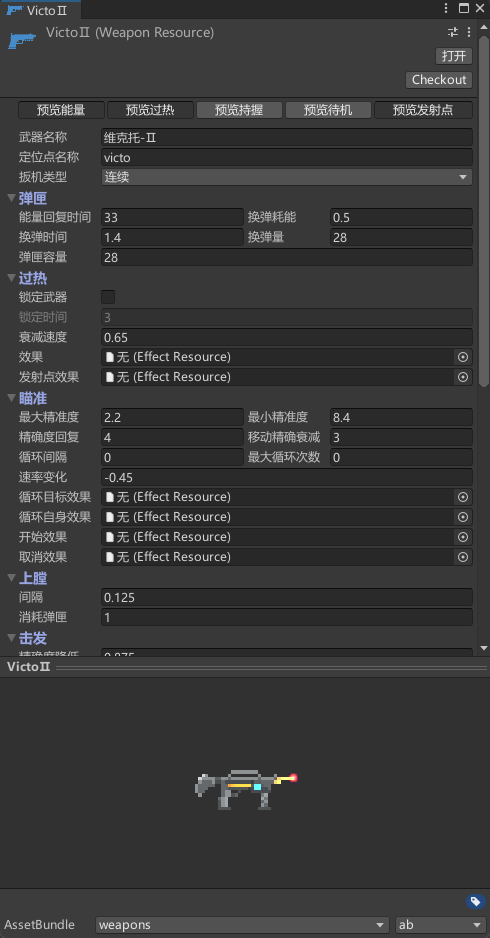 VictoⅡ
VictoⅡ (Weapon Resource)
打开
Checkout
预览能量 预览过热 预览持握 预览待机 预览发射点
武器名称 维克托-Ⅱ
定位点名称 victo
扳机类型 连续
弹匣
能量回复时间 33 换弹耗能 0.5
换弹时间 1.4 换弹量 28
弹匣容量 28
过热
锁定武器
锁定时间 3
衰减速度 0.65
效果 无 (Effect Resource)
发射点效果 无 (Effect Resource)
瞄准
最大精准度 2.2 最小精准度 8.4
精确度回复 4 移动精确衰减 3
循环间隔 0 最大循环次数 0
速率变化 -0.45
循环目标效果 无 (Effect Resource)
循环自身效果 无 (Effect Resource)
开始效果 无 (Effect Resource)
取消效果 无 (Effect Resource)
上膛
间隔 0.125
消耗弹匣 1
击发
精确度降低 0.875
VictoⅡ
AssetBundle weapons ab